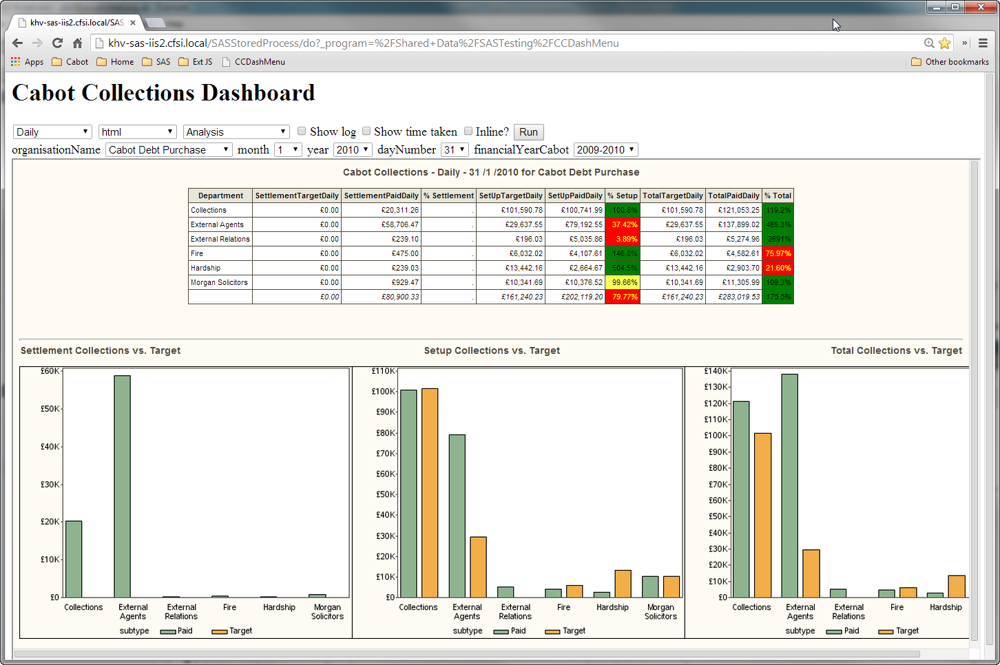 khv-sas-iis2.cfsi.local/SAS
khv-sas-iis2.cfsi.local/SASStoredProcess/do?_program=%2FShared+Data%2FSASTesting%2FCCDashMenu
Apps Cabot Home SAS Ext JS CCDashMenu Other bookmarks
Cabot Collections Dashboard
Daily html Analysis Show log Show time taken Inline? Run
organisationName Cabot Debt Purchase month 1 year 2010 dayNumber 31 financialYearCabot 2009-2010
Cabot Collections - Daily - 31 /1 /2010 for Cabot Debt Purchase
Department SettlementTargetDaily SettlementPaidDaily % Settlement SetUpTargetDaily SetUpPaidDaily % Setup TotalTargetDaily TotalPaidDaily % Total
Collections £0.00 £20,311.26 . £101,590.78 £100,741.99 100.8% £101,590.78 £121,053.25 119.2%
External Agents £0.00 £58,706.47 . £29,637.55 £79,192.55 37.42% £29,637.55 £137,899.02 465.3%
External Relations £0.00 £239.10 . £196.03 £5,035.86 3.89% £196.03 £5,274.96 2691%
Fire £0.00 £475.00 . £6,032.02 £4,107.61 146.8% £6,032.02 £4,582.61 75.97%
Hardship £0.00 £239.03 . £13,442.16 £2,664.67 504.5% £13,442.16 £2,903.70 21.60%
Morgan Solicitors £0.00 £929.47 . £10,341.69 £10,376.52 99.66% £10,341.69 £11,305.99 109.3%
£0.00 £80,900.33 . £161,240.23 £202,119.20 79.77% £161,240.23 £283,019.53 175.5%
Settlement Collections vs. Target Setup Collections vs. Target Total Collections vs. Target
£60K
£50K
£40K
£30K
£20K
£10K
£0
Collections External Agents External Relations Fire Hardship Morgan Solicitors
subtype Paid Target
£110K
£100K
£90K
£80K
£70K
£60K
£50K
£40K
£30K
£20K
£10K
£0
Collections External Agents External Relations Fire Hardship Morgan Solicitors
subtype Paid Target
£140K
£130K
£120K
£110K
£100K
£90K
£80K
£70K
£60K
£50K
£40K
£30K
£20K
£10K
£0
Collections External Agents External Relations Fire Hardship
subtype Paid Target